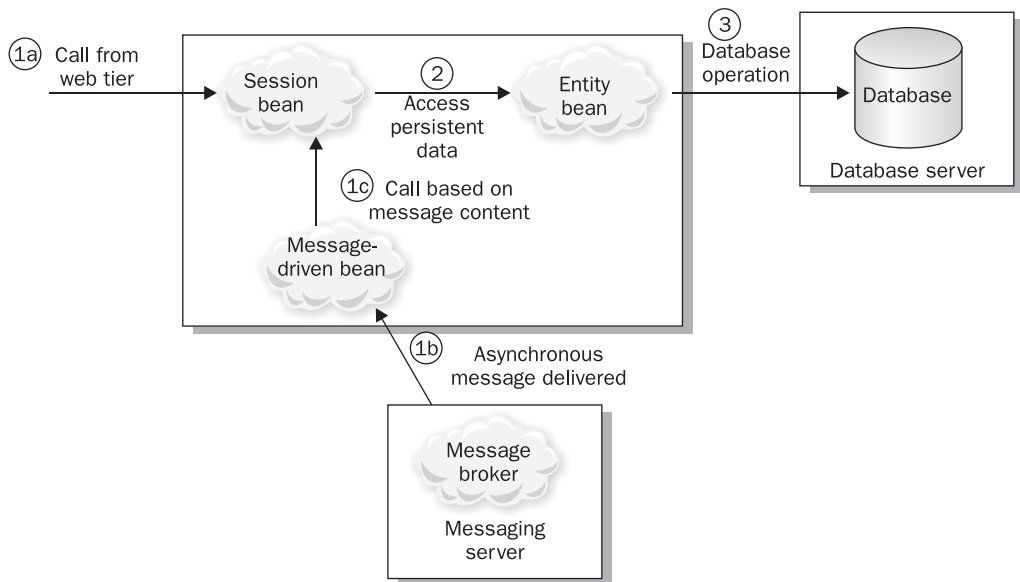 1a
Call from
web tier
Session
bean
2
Access
persistent
data
Entity
bean
3
Database
operation
Database
Database server
1c
Call based on
message content
Message-
driven bean
1b
Asynchronous
message delivered
Message
broker
Messaging
server